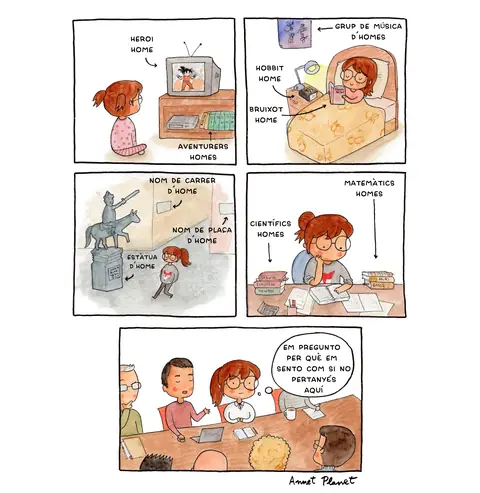 HEROI
HOME
AVENTURERS
HOMES
GRUP DE MÚSICA
D'HOMES
HOBBIT
HOME
BRUIXOT
HOME
NOM DE CARRER
D'HOME
NOM DE PLAÇA
D'HOME
ESTÀTUA
D'HOME
MATEMÀTICS
HOMES
CIENTÍFICS
HOMES
EM PREGUNTO
PER QUÈ EM
SENTO COM SI NO
PERTANYÉS
AQUÍ
Annet Planet